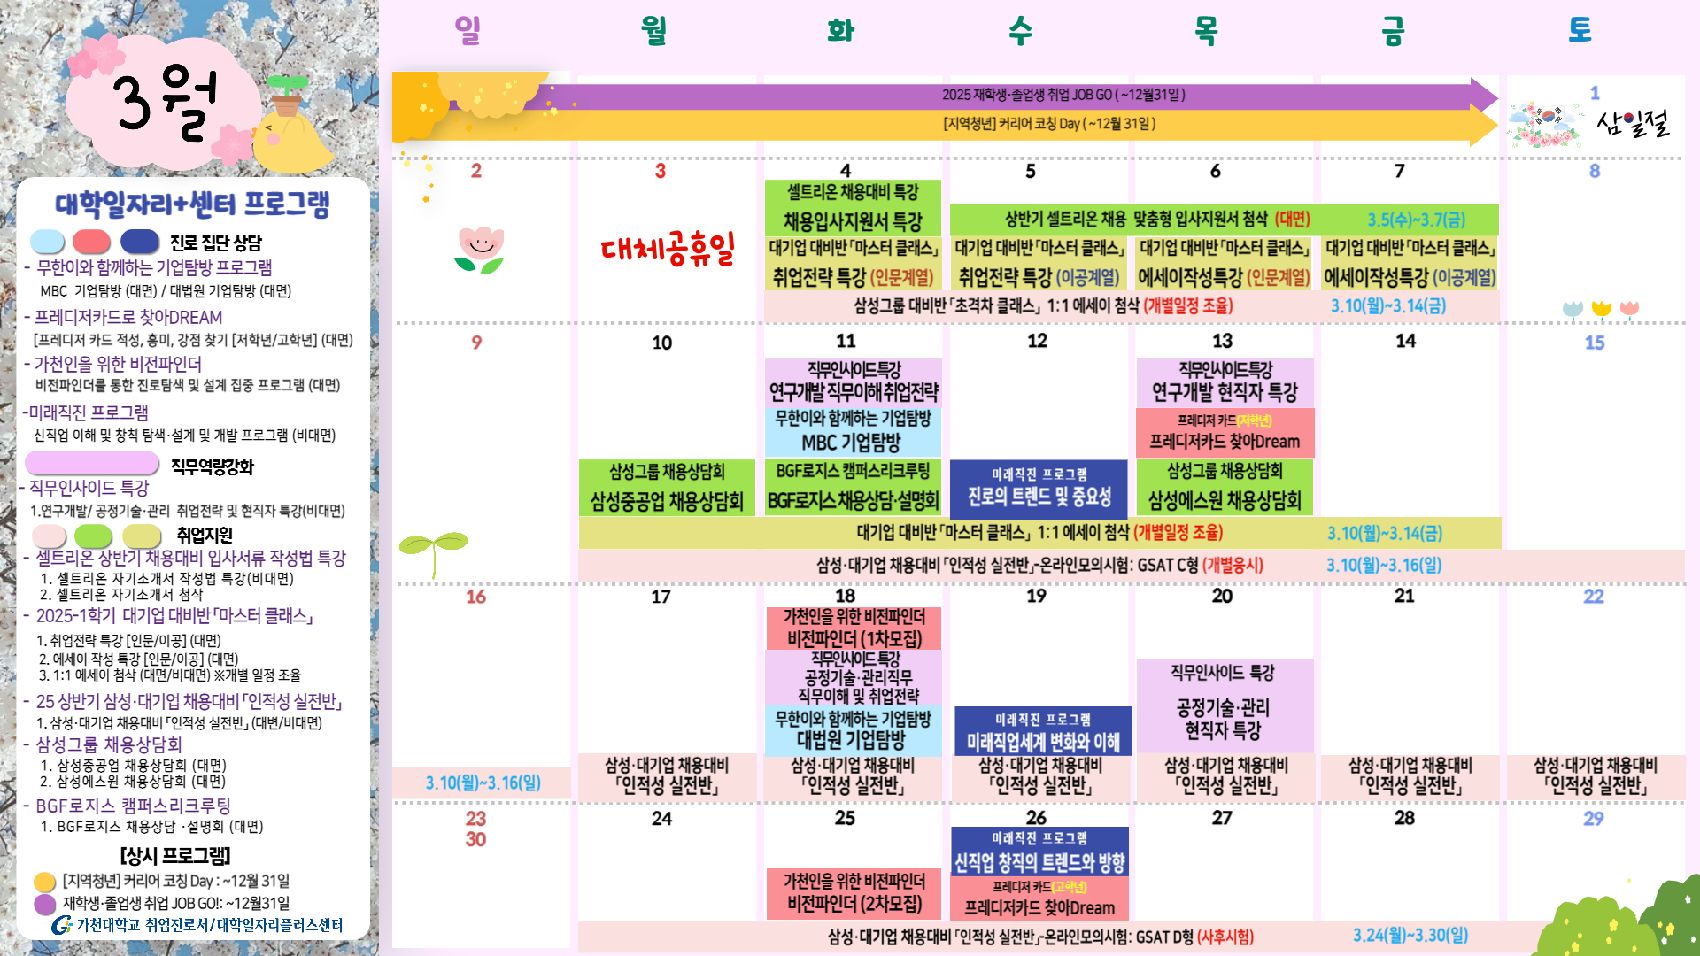 3월
대학일자리+센터 프로그램
진로 집단 상담
- 무한이와 함께하는 기업탐방 프로그램
MBC 기업탐방 (대면) / 대법원 기업탐방 (대면)
- 프레디저카드로 찾아DREAM
[프레디저 카드 적성, 흥미, 강점 찾기 [저학년/고학년] (대면)
- 가천인을 위한 비전파인더
비전파인더를 통한 진로탐색 및 설계 집중 프로그램 (대면)
-미래직진 프로그램
신직업 이해 및 창직 탐색·설계 및 개발 프로그램 (비대면)
직무역량강화
- 직무인사이드 특강
1.연구개발/ 공정기술·관리 취업전략 및 현직자 특강(비대면)
취업지원
- 셀트리온 상반기 채용대비 입사서류 작성법 특강
1. 셀트리온 자기소개서 작성법 특강(비대면)
2. 셀트리온 자기소개서 첨삭
- 2025-1학기 대기업 대비반「마스터 클래스」
1. 취업전략 특강 [인문/이공] (대면)
2. 에세이 작성 특강 [인문/이공] (대면)
3. 1:1 에세이 첨삭 (대면/비대면) ※개별 일정 조율
- 25 상반기 삼성·대기업 채용대비「인적성 실전반」
1. 삼성·대기업 채용대비「인적성 실전반」(대변/비대면)
- 삼성그룹 채용상담회
1. 삼성중공업 채용상담회 (대면)
2. 삼성에스원 채용상담회 (대면)
- BGF로지스 캠퍼스리크루팅
1. BGF로지스 채용상담 ·설명회 (대면)
[상시 프로그램]
[지역청년] 커리어 코칭 Day : ~12월 31일
재학생·졸업생 취업 JOB GO!: ~12월31일
가천대학교 취업진로처/대학일자리플러스센터
일 월 화 수 목 금 토
2025 재학생·졸업생 취업 JOB GO ( ~12월31일 )
[지역청년] 커리어 코칭 Day ( ~12월 31일 )
1
삼일절
2 3 4 5 6 7 8
대체공휴일
셀트리온 채용대비 특강
채용입사지원서 특강
상반기 셀트리온 채용 맞춤형 입사지원서 첨삭 (대면) 3.5(수)~3.7(금)
대기업 대비반「마스터 클래스」
취업전략 특강 (인문계열)
대기업 대비반「마스터 클래스」
취업전략 특강 (이공계열)
대기업 대비반「마스터 클래스」
에세이작성특강 (인문계열)
대기업 대비반「마스터 클래스」
에세이작성특강 (이공계열)
삼성그룹 대비반「초격차 클래스」 1:1 에세이 첨삭 (개별일정 조율) 3.10(월)~3.14(금)
9 10 11 12 13 14 15
직무인사이드특강
연구개발 직무이해 취업전략
무한이와 함께하는 기업탐방
MBC 기업탐방
직무인사이드특강
연구개발 현직자 특강
프레디저 카드(저학년)
프레디저카드 찾아Dream
삼성그룹 채용상담회
삼성중공업 채용상담회
BGF로지스 캠퍼스리크루팅
BGF로지스 채용상담·설명회
미래직진 프로그램
진로의 트렌드 및 중요성
삼성그룹 채용상담회
삼성에스원 채용상담회
대기업 대비반「마스터 클래스」 1:1 에세이 첨삭 (개별일정 조율) 3.10(월)~3.14(금)
삼성·대기업 채용대비「인적성 실전반」-온라인모의시험: GSAT C형 (개별응시) 3.10(월)~3.16(일)
16 17 18 19 20 21 22
가천인을 위한 비전파인더
비전파인더 (1차모집)
직무인사이드특강
공정기술·관리직무
직무이해 및 취업전략
무한이와 함께하는 기업탐방
대법원 기업탐방
미래직진 프로그램
미래직업세계 변화와 이해
직무인사이드 특강
공정기술·관리
현직자 특강
3.10(월)~3.16(일)
삼성·대기업 채용대비
「인적성 실전반」
삼성·대기업 채용대비
「인적성 실전반」
삼성·대기업 채용대비
「인적성 실전반」
삼성·대기업 채용대비
「인적성 실전반」
삼성·대기업 채용대비
「인적성 실전반」
삼성·대기업 채용대비
「인적성 실전반」
23 24 25 26 27 28 29
30
가천인을 위한 비전파인더
비전파인더 (2차모집)
미래직진 프로그램
신직업 창직의 트렌드와 방향
프레디저 카드(고학년)
프레디저카드 찾아Dream
삼성·대기업 채용대비「인적성 실전반」-온라인모의시험: GSAT D형 (사후시험) 3.24(월)~3.30(일)